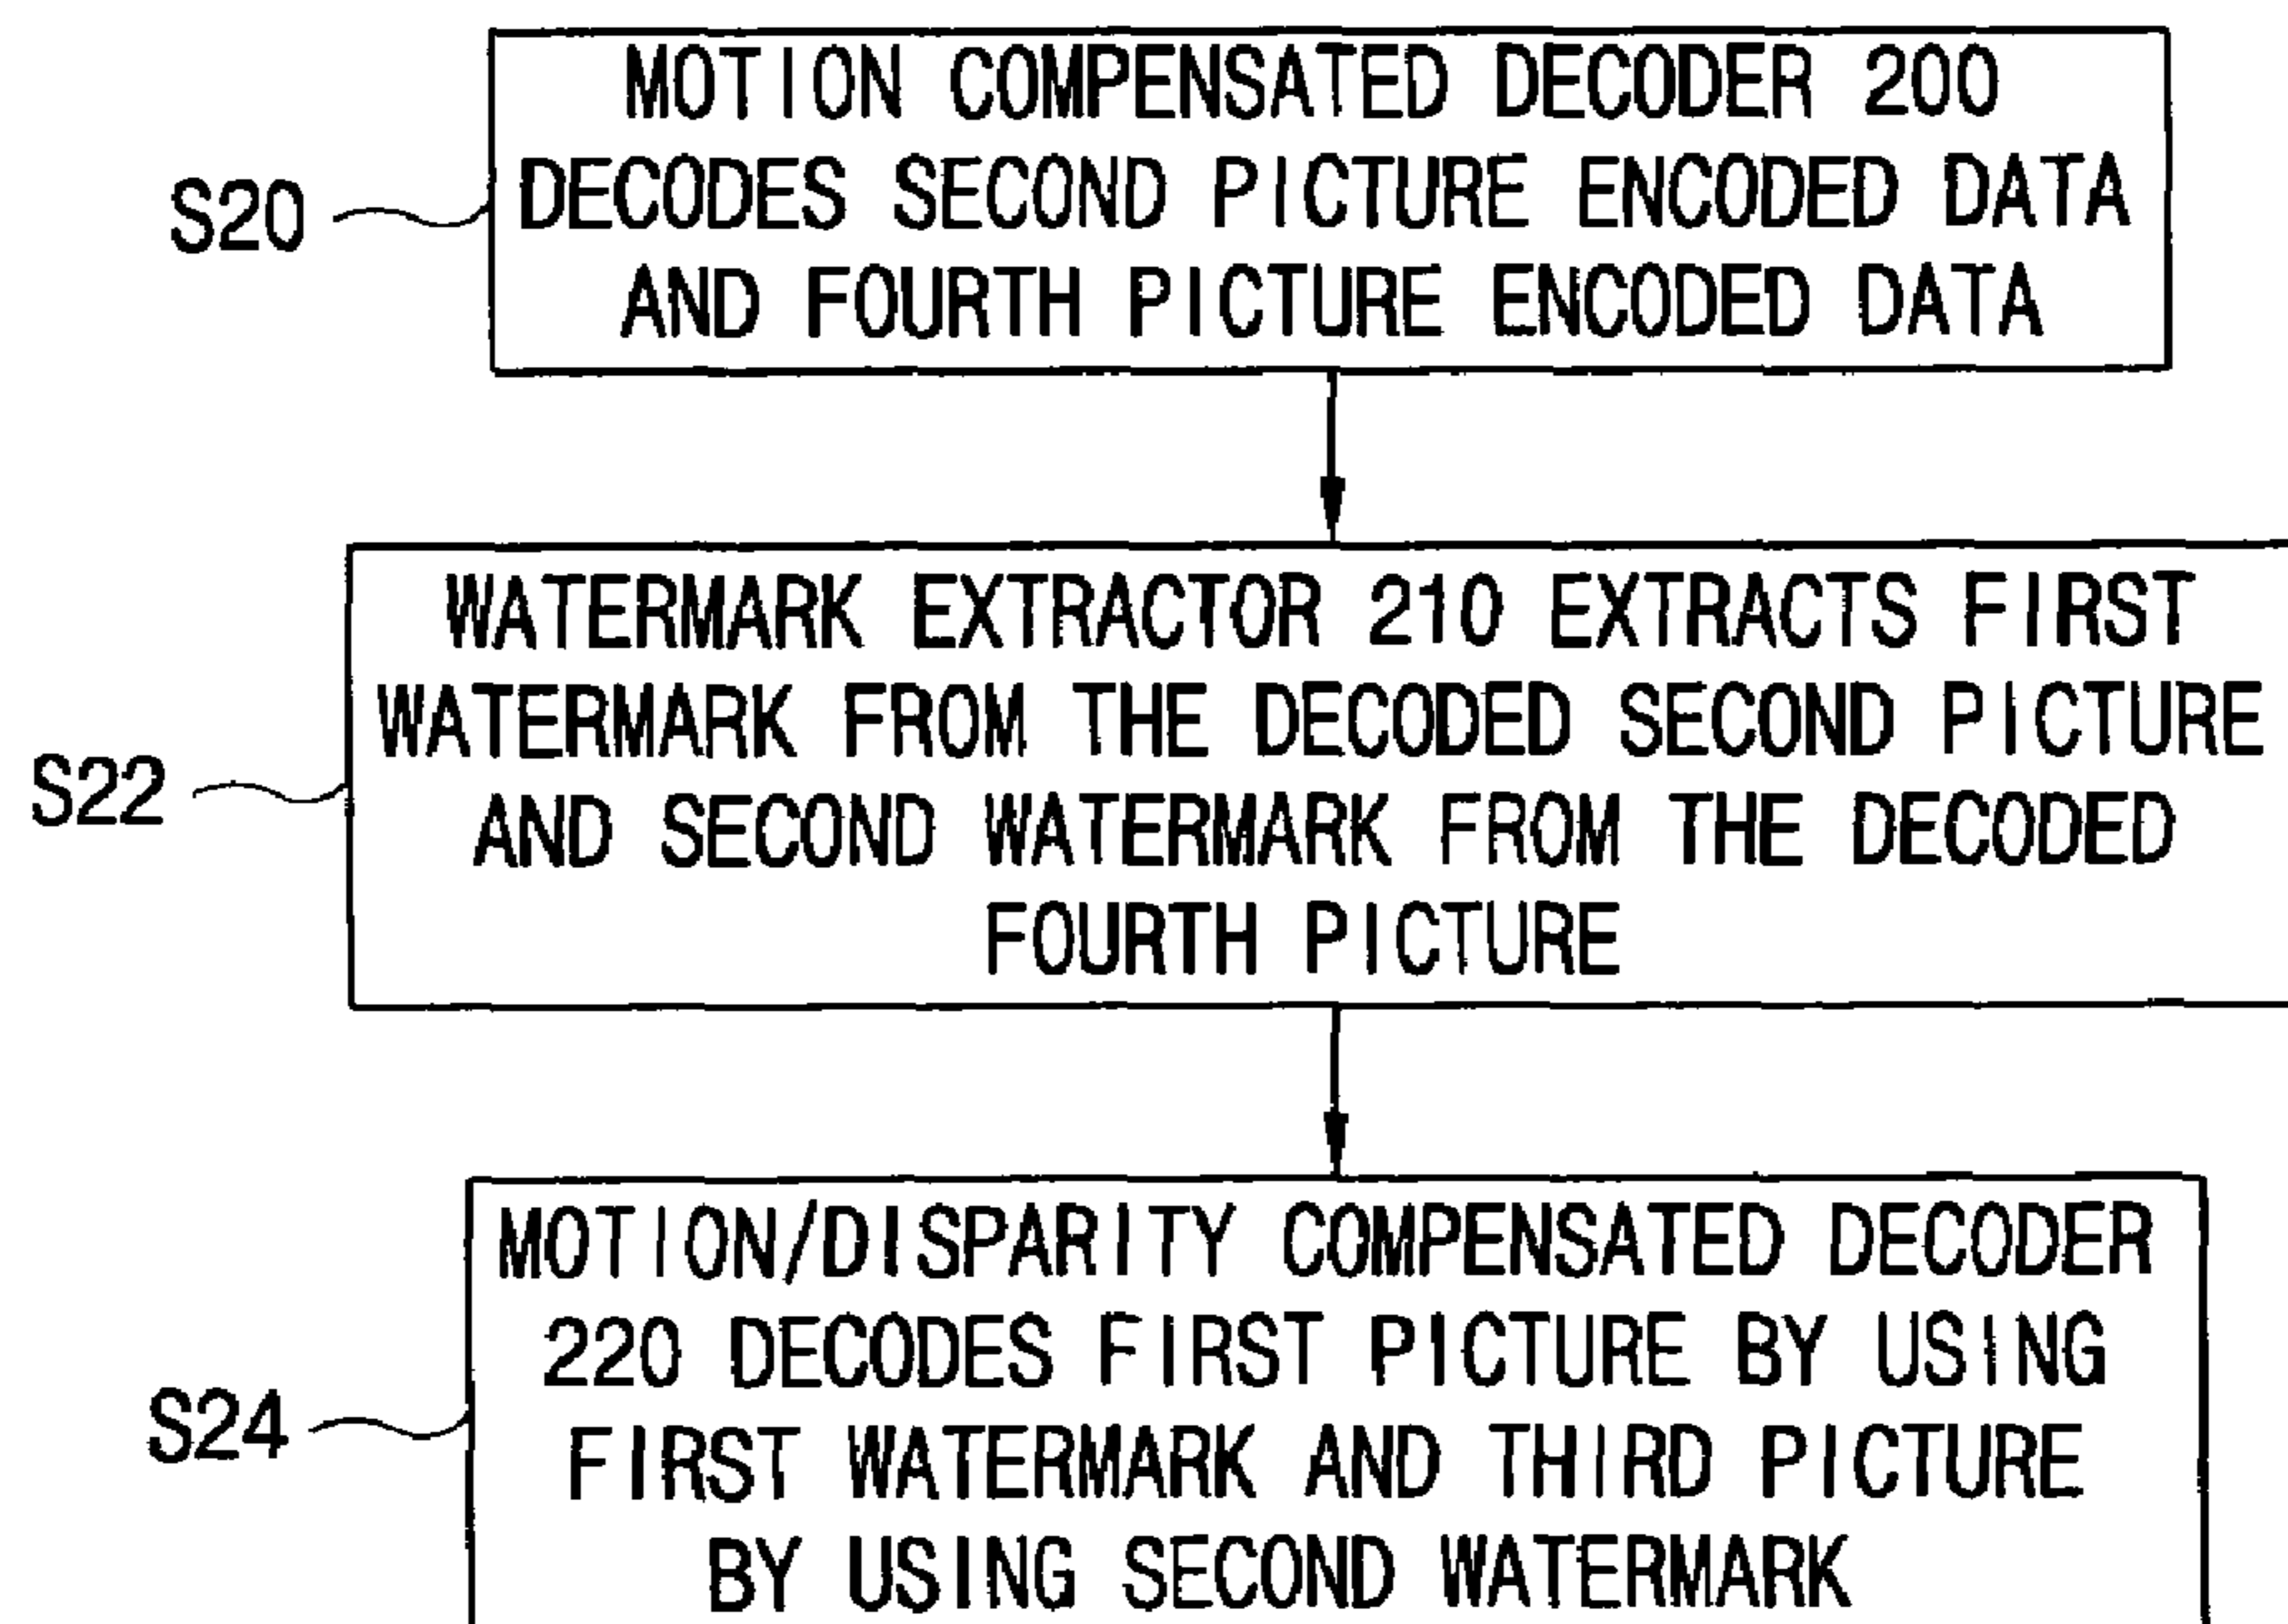 MOTION COMPENSATED DECODER 200
S20
DECODES SECOND PICTURE ENCODED DATA
AND FOURTH PICTURE ENCODED DATA
WATERMARK EXTRACTOR 210 EXTRACTS FIRST
WATERMARK FROM THE DECODED SECOND PICTURE
S22
AND SECOND WATERMARK FROM THE DECODED
FOURTH PICTURE
MOTION/DISPARITY COMPENSATED DECODER
220 DECODES FIRST PICTURE BY USING
S24
FIRST WATERMARK AND THIRD PICTURE
BY USING SECOND WATERMARK